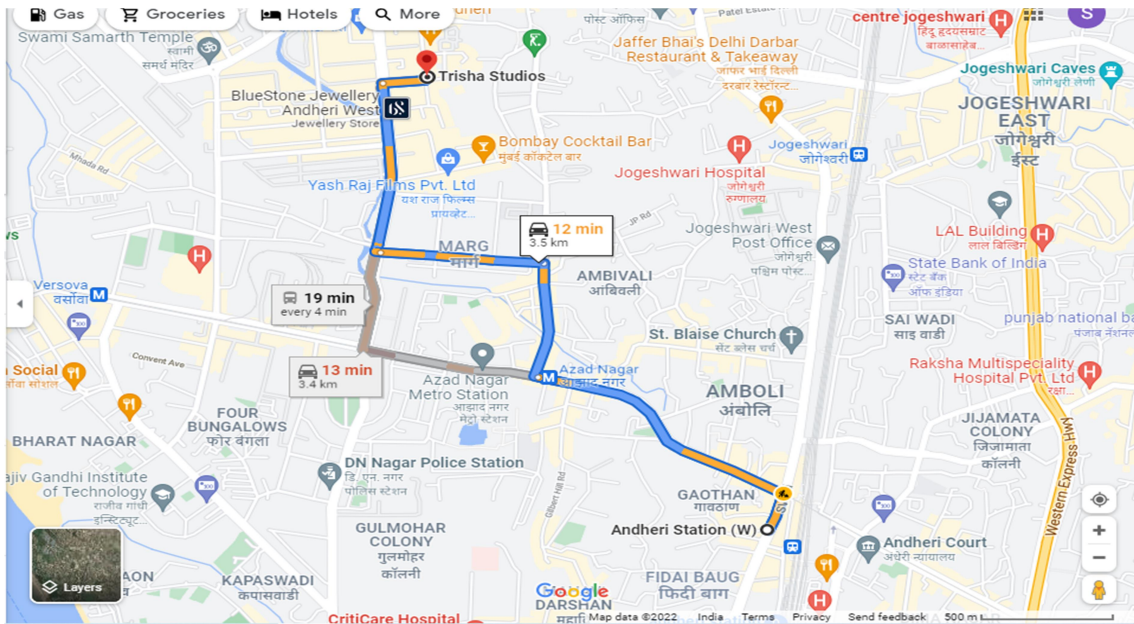 Gas
Groceries
Hotels
More
Swami Samarth Temple
स्वामी
समर्थ मंदिर
पोस्ट ऑफिस
Patel Estate
centre jogeshwari
हिंदू हृदयसम्राट
बाळासाहेब...
S
Trisha Studios
Jaffer Bhai's Delhi Darbar
Restaurant & Takeaway
जाफर भाई दिल्ली
दरबार रेस्टॉरंट...
Jogeshwari Caves
जोगेश्वरी लेणी
BlueStone Jewellery
Andheri West
Jewellery Store
JOGESHWARI
EAST
जोगेश्वरी
ईस्ट
Bombay Cocktail Bar
मुंबई कॉकटेल बार
Jogeshwari
जोगेश्वरी
Mhada Rd
Yash Raj Films Pvt. Ltd
यश राज फिल्म्स
प्रायव्हेट...
Jogeshwari Hospital
जोगेश्वरी
रुग्णालय
12 min
3.5 km
JP Rd
Jogeshwari West
Post Office
जोगेश्वरी
पश्चिम पोस्ट...
LAL Building
लाल बिल्डिंग
MARG
मार्ग
State Bank of India
स्टेट बँक
ऑफ इंडिया
AMBIVALI
आंबिवली
Versova
वर्सोवा
M
19 min
every 4 min
SAI WADI
साइ वाडी
punjab national ba
पंजाब नॅशनल
St. Blaise Church
सेंट ब्लेस चर्च
Convent Ave
13 min
3.4 km
Azad Nagar
आझाद नगर
M
Social
सोशल
Azad Nagar
Metro Station
आझाद नगर
मेट्रो स्टेशन
Raksha Multispeciality
Hospital Pvt. Ltd
रक्षा...
AMBOLI
अंबोलि
FOUR
BUNGALOWS
फोर बंगला
BHARAT NAGAR
JIJAMATA
COLONY
जिजामाता
कॉलनी
Western Express Hwy
DN Nagar Police Station
डि. एन. नगर
पोलिस स्टेशन
ajiv Gandhi Institute
of Technology
राजीव गांधी
इन्स्टिट्यूट...
Gilbert Hill Rd
GAOTHAN
गावठाण
Andheri Station (W)
GULMOHAR
COLONY
गुलमोहर
कॉलनी
Andheri Court
अंधेरी न्यायालय
Layers
KAPASWADI
कपासवाडी
FIDAI BAUG
फिदी बाग
Google
DARSHAN
CritiCare Hospital
Map data ©2022
India
Terms
Privacy
Send feedback
500 m